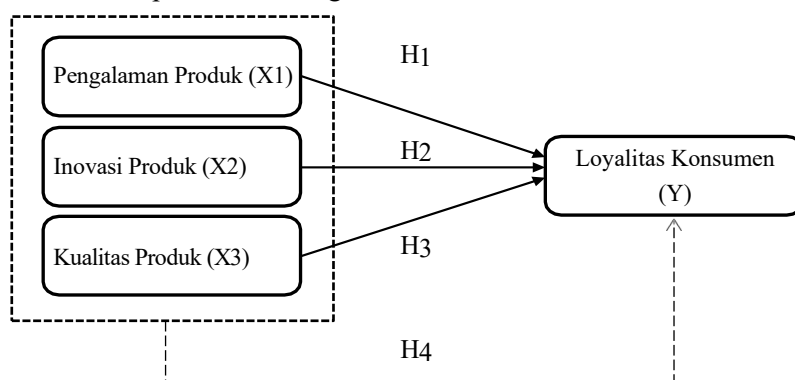 H1
Pengalaman Produk (X1)
H2
Inovasi Produk (X2)
Loyalitas Konsumen
(Y)
Kualitas Produk (X3)
H3
H4